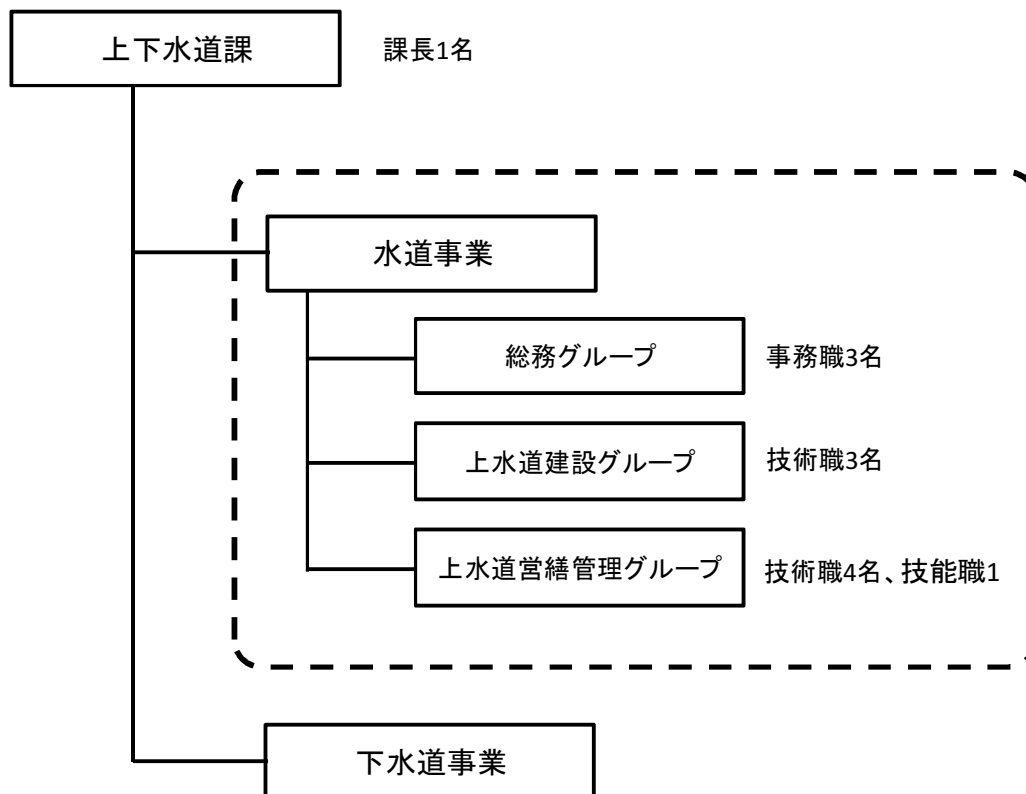 上下水道課
課長1名
水道事業
総務グループ
事務職3名
上水道建設グループ
技術職3名
上水道営繕管理グループ
技術職4名、技能職1
下水道事業